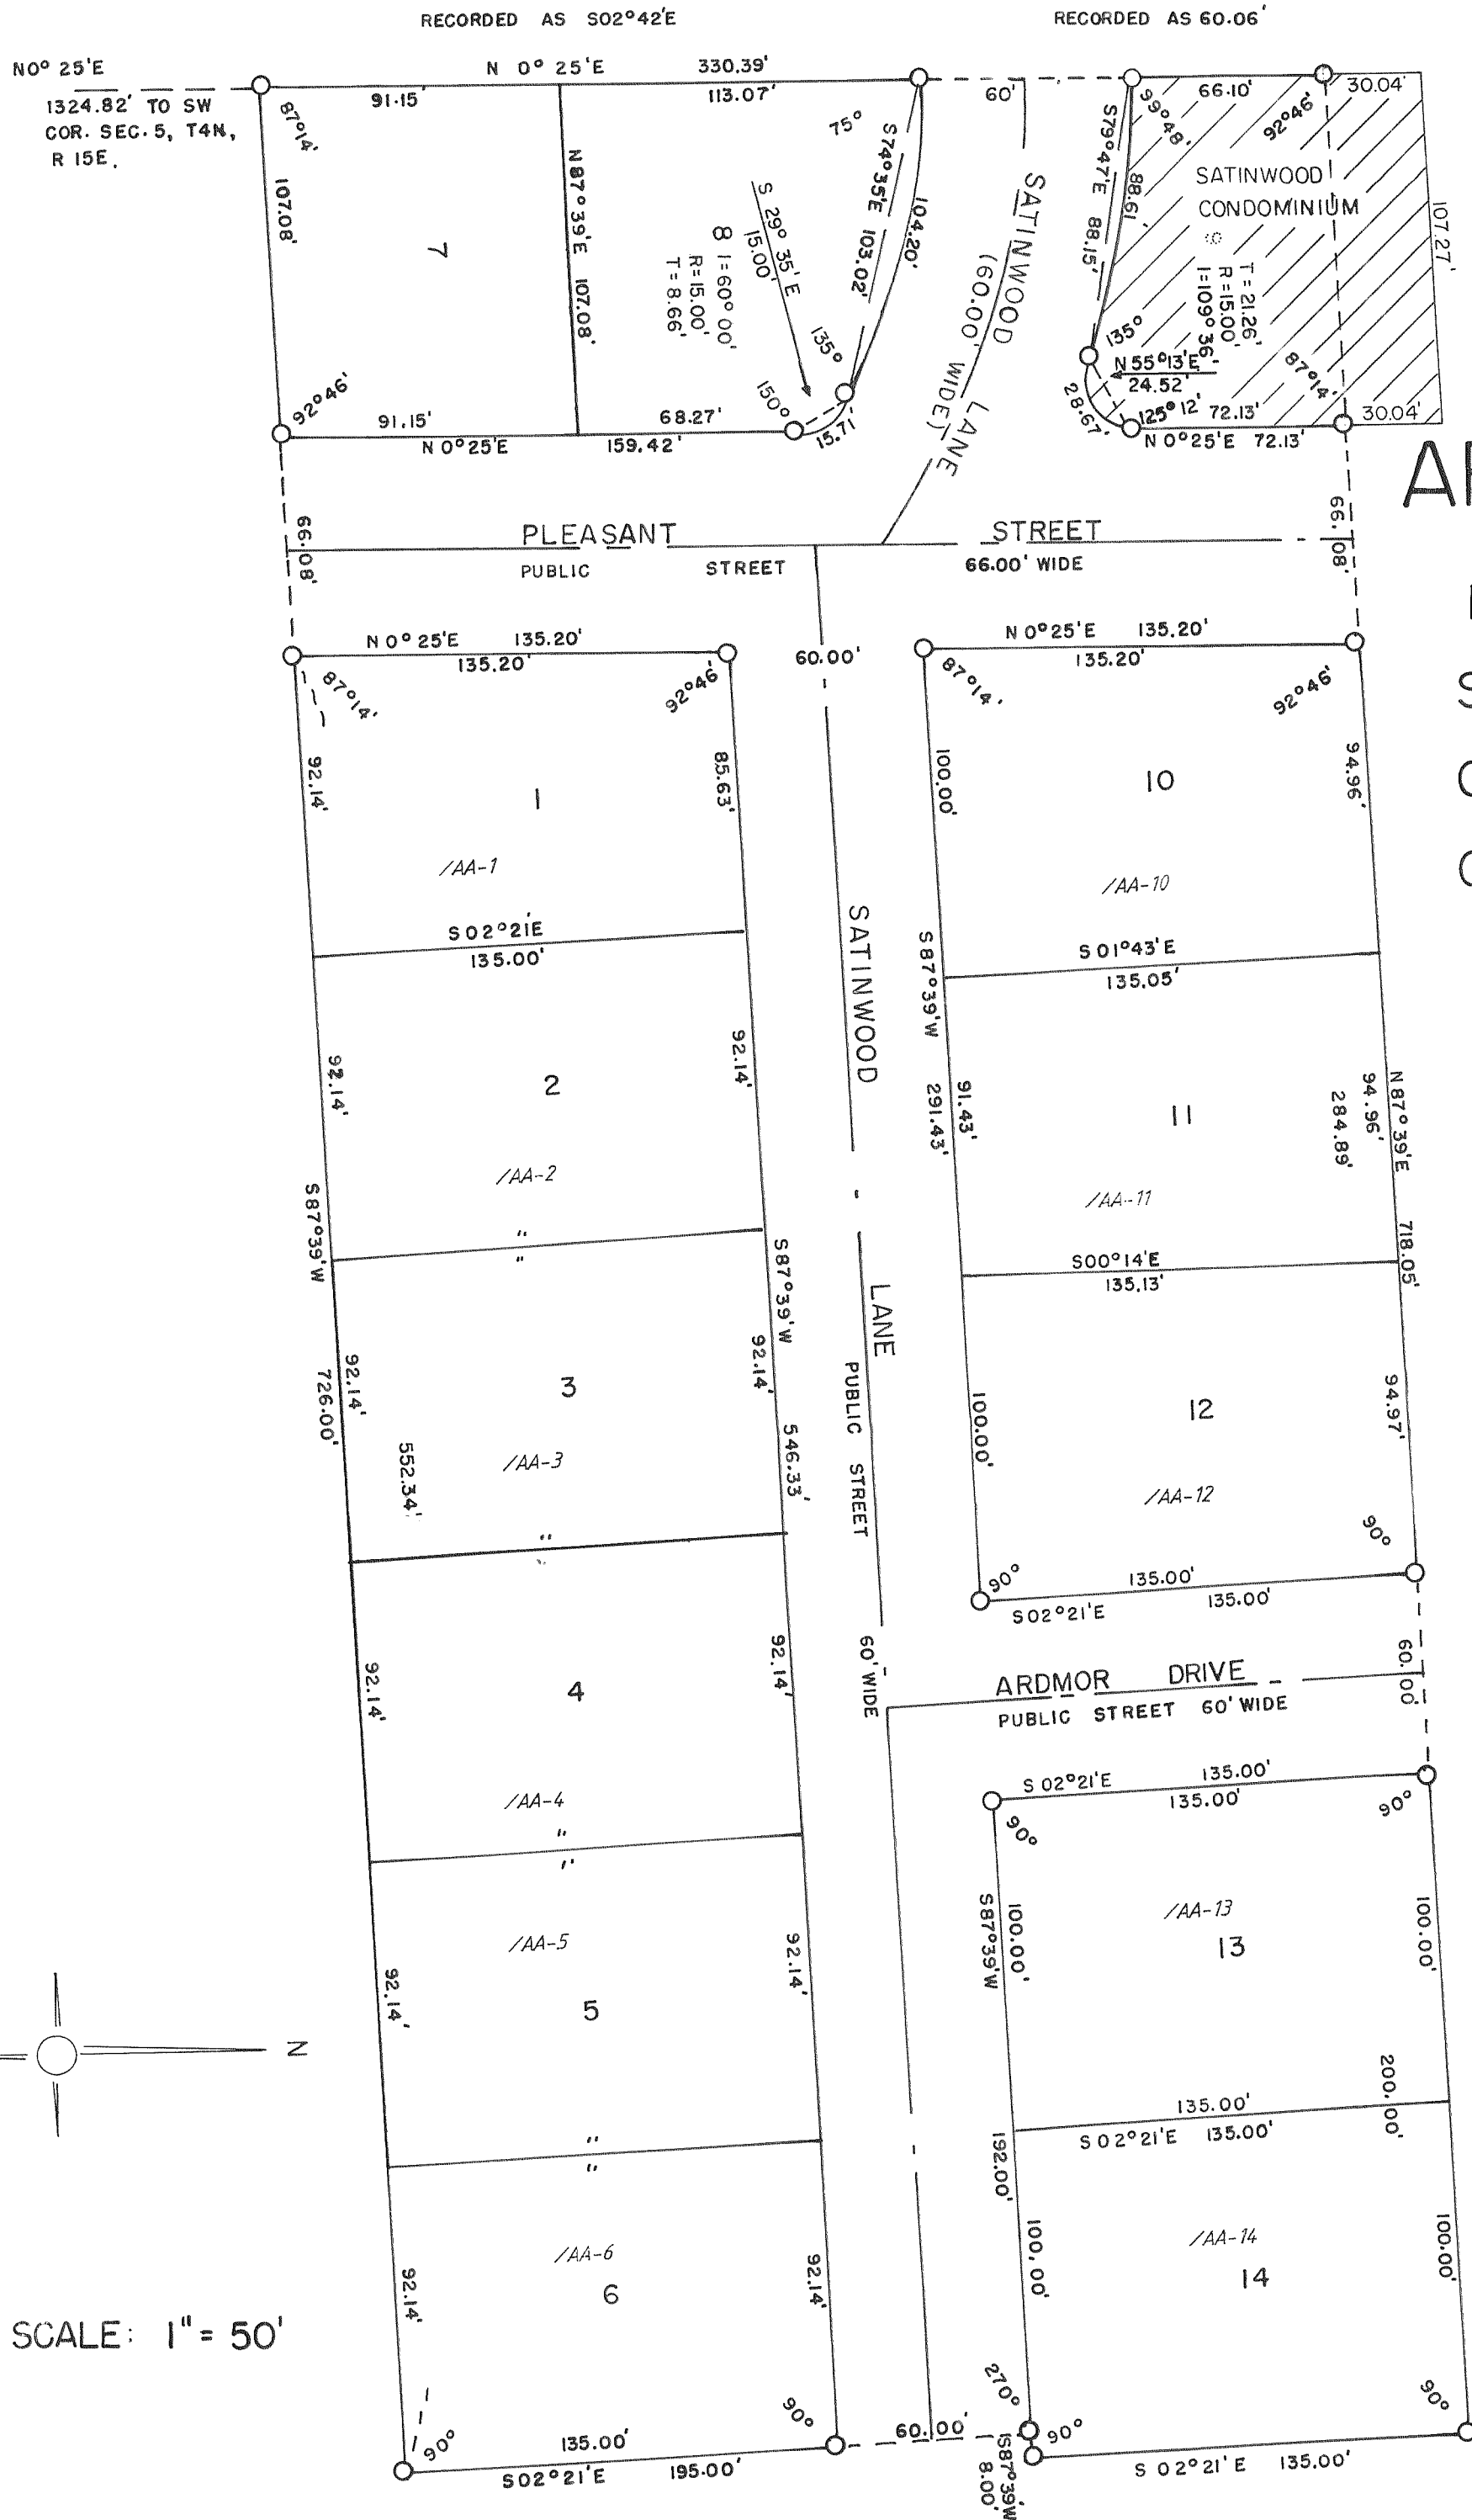 RECORDED AS S02°42'E
RECORDED AS 60.06'
N0° 25'E
1324.82' TO SW
COR. SEC. 5, T4N,
R 15E.
N 0° 25'E 330.39'
91.15'
113.07'
60'
66.10'
30.04'
87°14'
75°
99°48'
92°46'
107.08'
7
N87°39'E 107.08'
S 29° 35'E
15.00'
8 I=60°00'
R=15.00'
T=8.66'
S74°35'E 103.02'
104.20'
135°
150°
15.71'
SATINWOOD LANE
(60.00' WIDE)
S79°47'E 88.15'
88.61'
SATINWOOD
CONDOMINIUM
T=21.26'
R=15.00'
I=109°36'
107.27'
135°
N55°13'E
24.52'
28.67'
125°12'
87°14'
72.13'
30.04'
N0°25'E 72.13'
92°46'
91.15'
68.27'
N0°25'E 159.42'
66.08'
PLEASANT STREET
PUBLIC STREET 66.00' WIDE
66.08'
N0°25'E 135.20'
135.20'
60.00'
N0°25'E 135.20'
135.20'
87°14'
92°46'
87°14'
92°46'
92.14'
1
85.63'
/AA-1
S02°21'E
135.00'
100.00'
10
94.96'
/AA-10
S01°43'E
135.05'
SATINWOOD LANE
PUBLIC STREET 60' WIDE
92.14'
2
92.14'
/AA-2
"
"
S87°39'W 291.43'
91.43'
11
94.96'
284.89'
N87°39'E 718.05'
/AA-11
S00°14'E
135.13'
S87°39'W 726.00'
92.14'
552.34'
3
92.14'
S87°39'W 546.33'
/AA-3
"
"
100.00'
12
94.97'
/AA-12
90°
90°
135.00'
S02°21'E 135.00'
92.14'
4
92.14'
/AA-4
"
"
ARDMOR DRIVE
PUBLIC STREET 60' WIDE
60.00'
S02°21'E 135.00'
135.00'
90°
90°
92.14'
5
92.14'
/AA-5
"
"
S87°39'W 192.00'
100.00'
/AA-13
13
100.00'
200.00'
135.00'
S02°21'E 135.00'
N
92.14'
/AA-6
6
92.14'
100.00'
/AA-14
14
100.00'
SCALE: 1"= 50'
90°
90°
135.00'
S02°21'E 195.00'
60.00'
270°
90°
90°
S87°39'W
8.00'
S02°21'E 135.00'